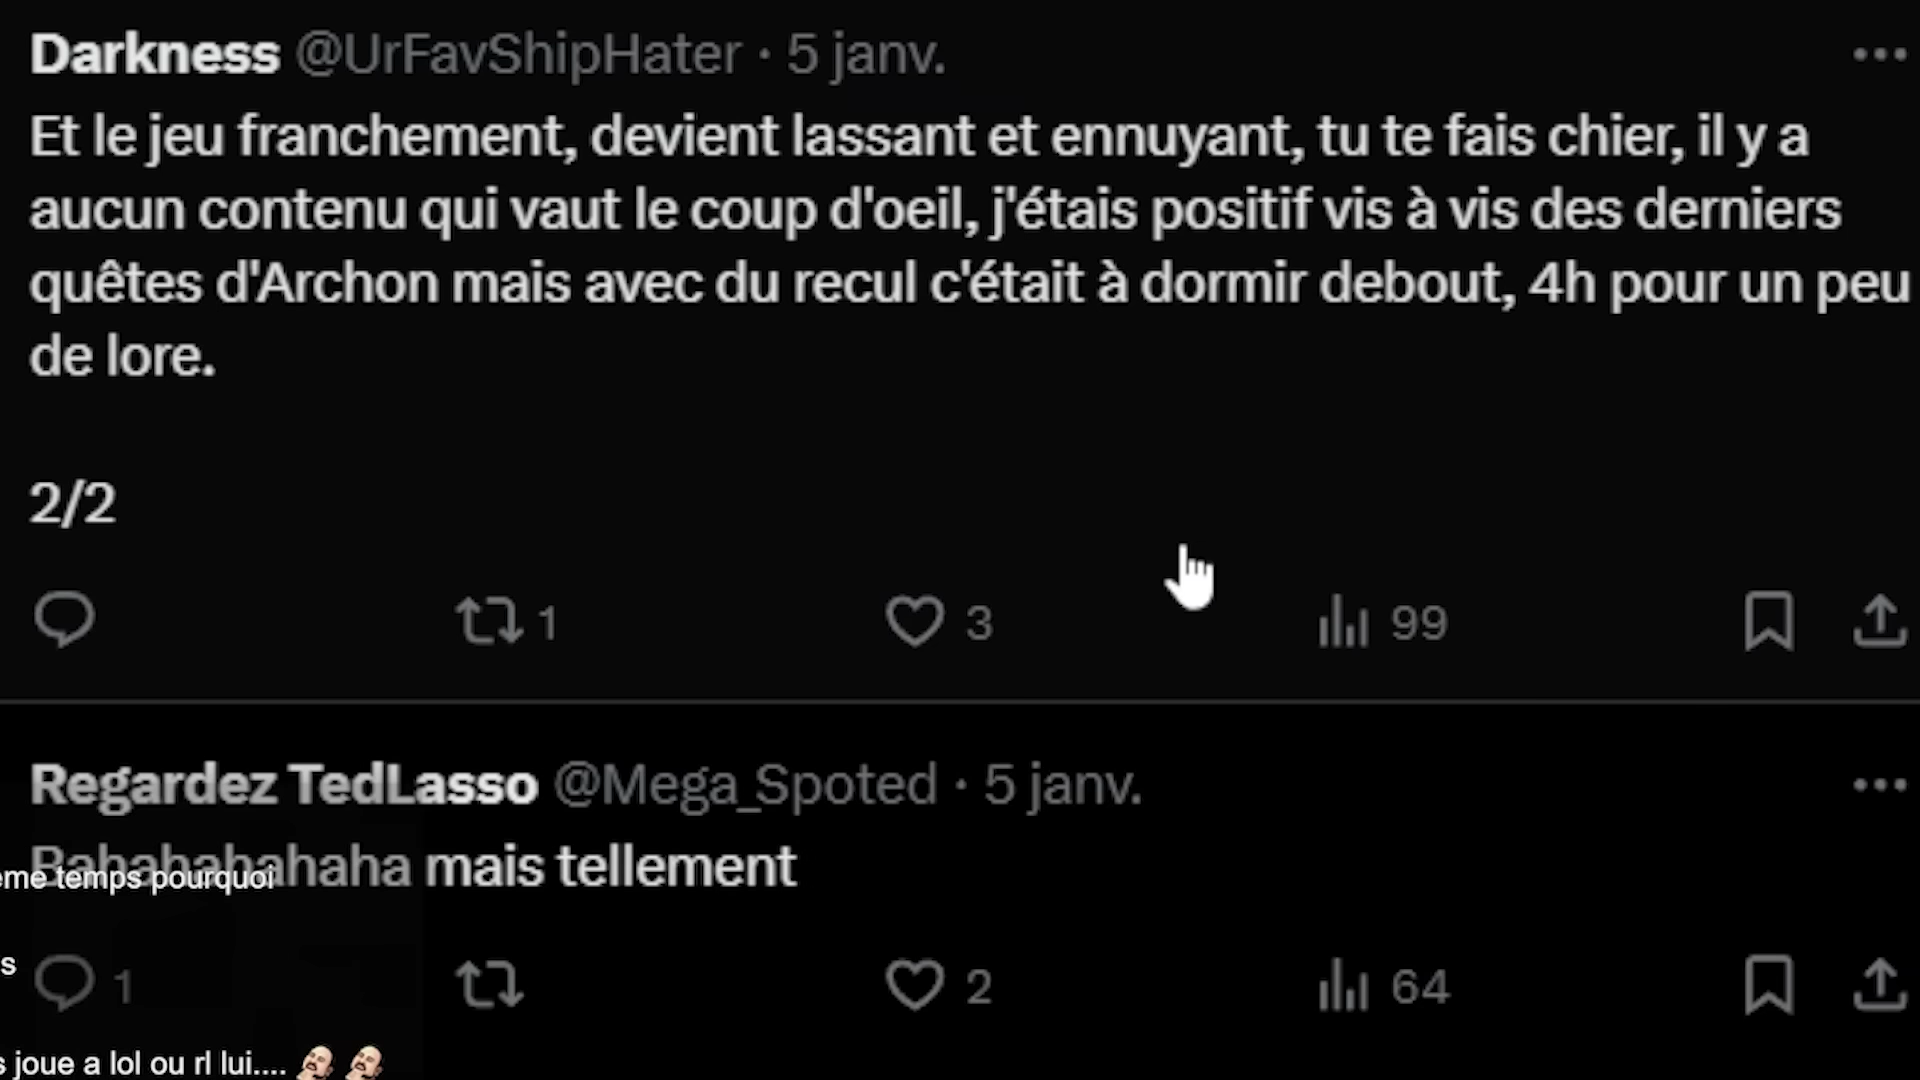 Darkness @UrFavShipHater · 5 janv.
Et le jeu franchement, devient lassant et ennuyant, tu te fais chier, il y a
aucun contenu qui vaut le coup d'oeil, j'étais positif vis à vis des derniers
quêtes d'Archon mais avec du recul c'était à dormir debout, 4h pour un peu
de lore.
2/2
1 3 99
Regardez TedLasso @Mega_Spoted · 5 janv.
Bahahahahaha mais tellement
eme temps pourquoi
s
1 2 64
s joue a lol ou rl lui....